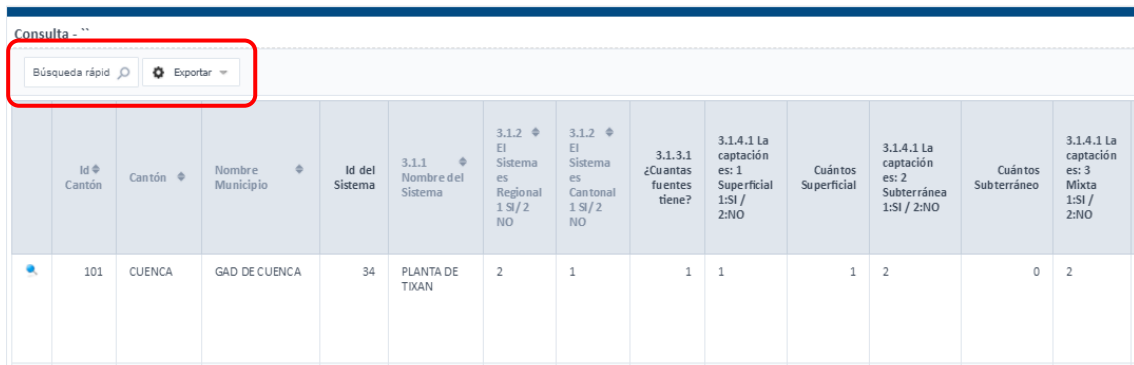 Consulta - ``
Búsqueda rápid
Exportar
Id
Cantón
Cantón
Nombre
Municipio
Id del
Sistema
3.1.1
Nombre del
Sistema
3.1.2
El
Sistema
es
Regional
1 SI/ 2
NO
3.1.2
El
Sistema
es
Cantonal
1 SI/ 2
NO
3.1.3.1
¿Cuantas
fuentes
tiene?
3.1.4.1 La
captación
es: 1
Superficial
1:SI /
2:NO
Cuántos
Superficial
3.1.4.1 La
captación
es: 2
Subterránea
1:SI / 2:NO
Cuántos
Subterráneo
3.1.4.1 La
captación
es: 3
Mixta
1:SI /
2:NO
101
CUENCA
GAD DE CUENCA
34
PLANTA DE
TIXAN
2
1
1
1
1
2
0
2